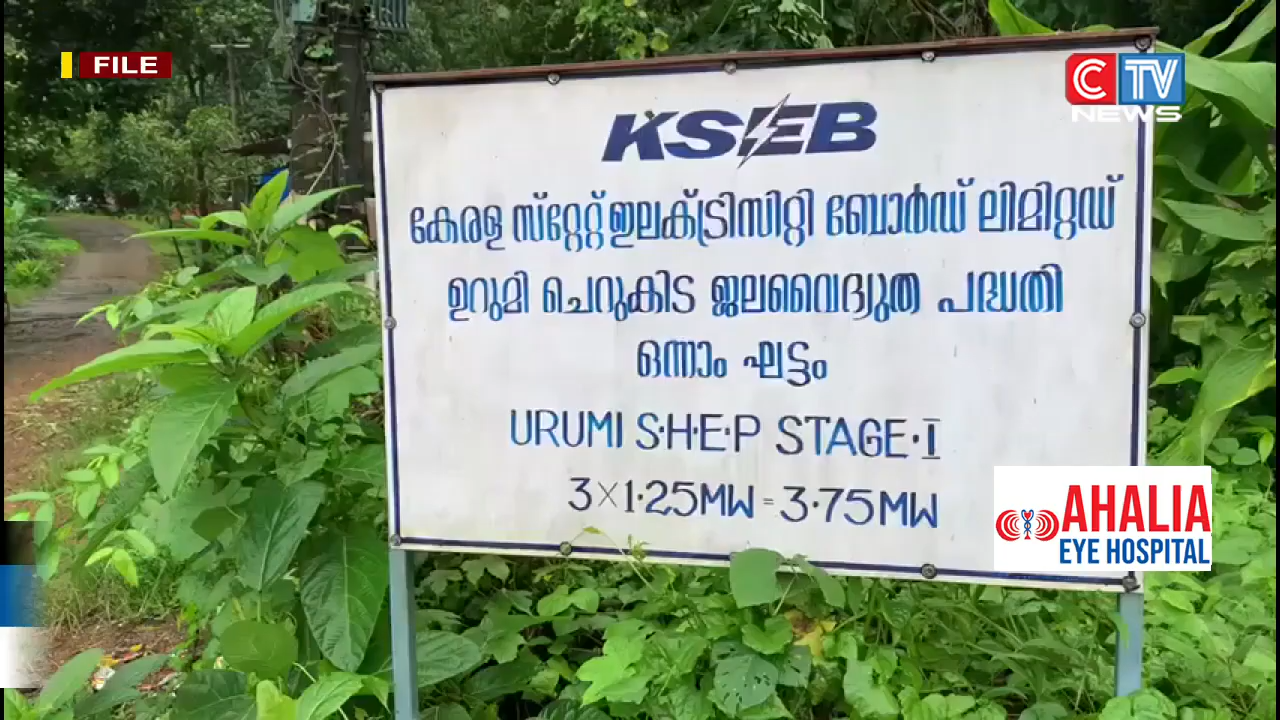 FILE
CTV
NEWS
KSEB
കേരള സ്റ്റേറ്റ് ഇലക്ട്രിസിറ്റി ബോർഡ് ലിമിറ്റഡ്
ഉറുമി ചെറുകിട ജലവൈദ്യുത പദ്ധതി
ഒന്നാം ഘട്ടം
URUMI S.H.E.P STAGE.I
3×1.25MW=3.75MW
AHALIA
EYE HOSPITAL